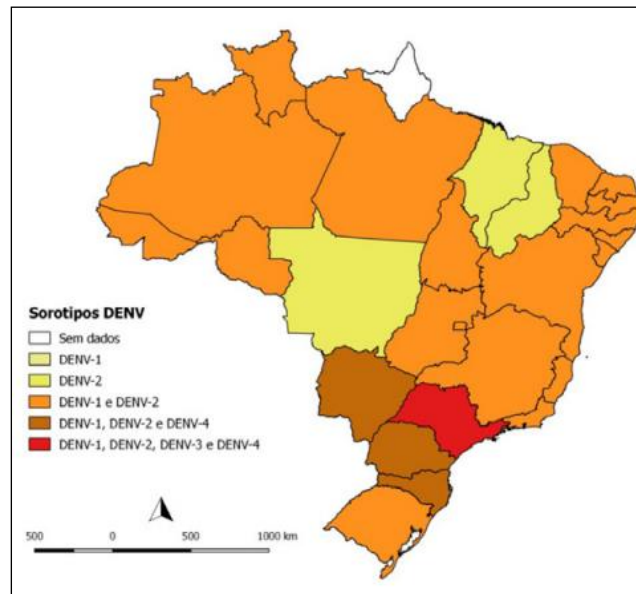 Sorotipos DENV
Sem dados
DENV-1
DENV-2
DENV-1 e DENV-2
DENV-1, DENV-2 e DENV-4
DENV-1, DENV-2, DENV-3 e DENV-4
500 0 500 1000 km